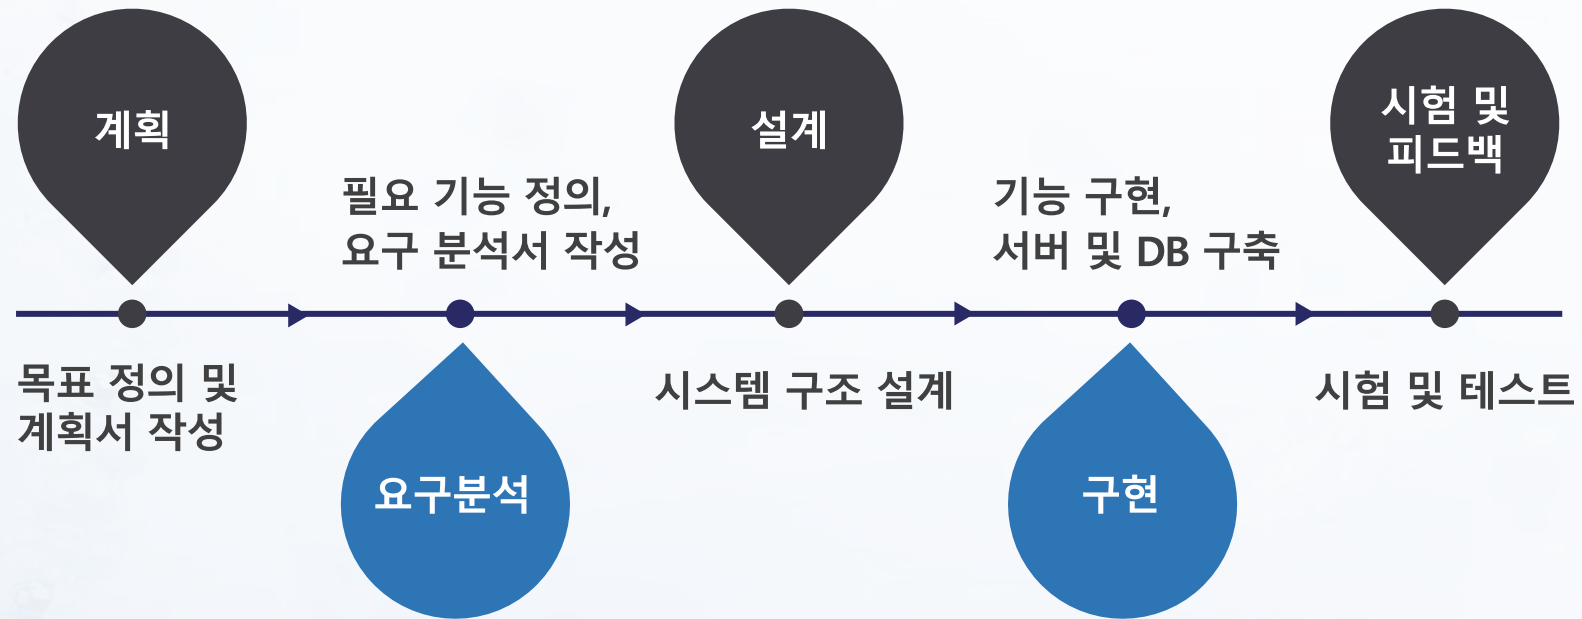 계획
목표 정의 및
계획서 작성
필요 기능 정의,
요구 분석서 작성
요구분석
설계
시스템 구조 설계
기능 구현,
서버 및 DB 구축
구현
시험 및
피드백
시험 및 테스트